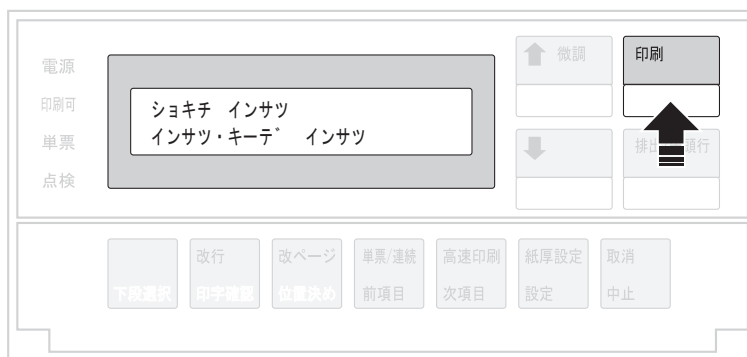 電源
印刷可
単票
点検
ショキチ インサツ
インサツ・キーデ インサツ
微調
印刷
排出 頭行
下段選択
改行
印字確認
改ページ
位置決め
単票/連続
前項目
高速印刷
次項目
紙厚設定
設定
取消
中止